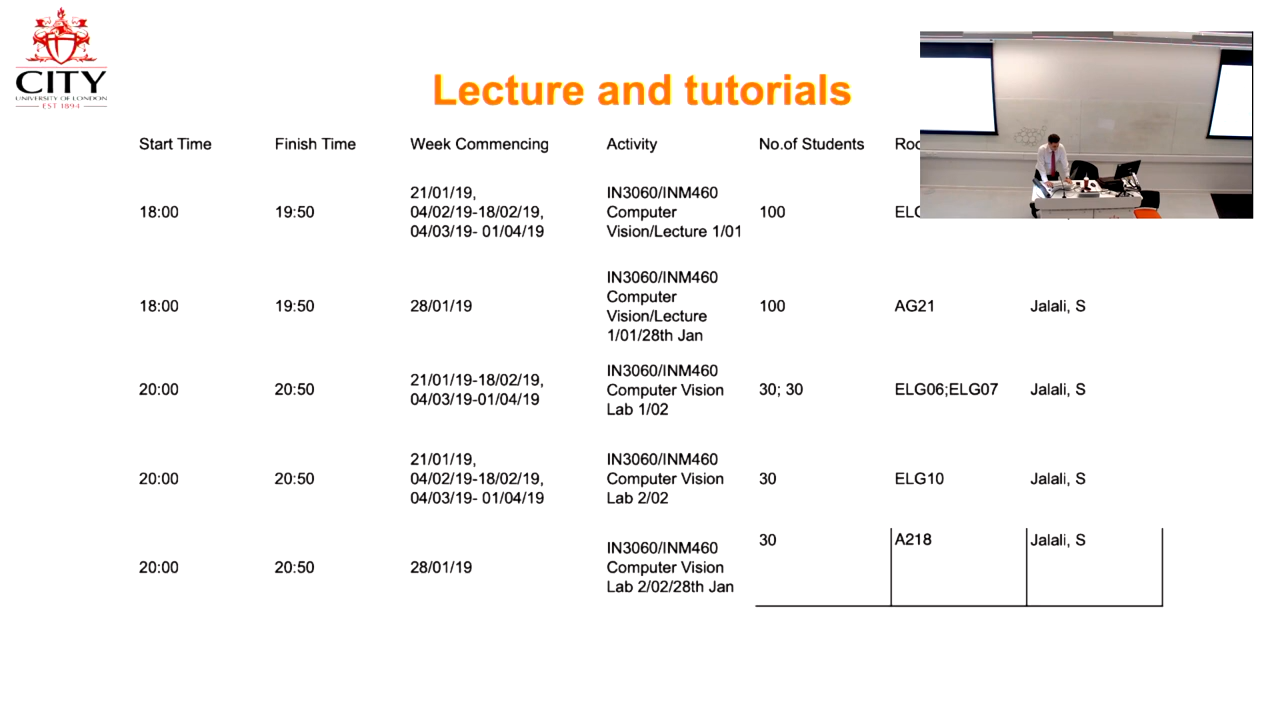 CITY
UNIVERSITY OF LONDON
EST 1894
Lecture and tutorials
Start Time Finish Time Week Commencing Activity No.of Students
18:00 19:50 21/01/19, 04/02/19-18/02/19, 04/03/19- 01/04/19 IN3060/INM460 Computer Vision/Lecture 1/01 100
18:00 19:50 28/01/19 IN3060/INM460 Computer Vision/Lecture 1/01/28th Jan 100 AG21 Jalali, S
20:00 20:50 21/01/19-18/02/19, 04/03/19-01/04/19 IN3060/INM460 Computer Vision Lab 1/02 30; 30 ELG06;ELG07 Jalali, S
20:00 20:50 21/01/19, 04/02/19-18/02/19, 04/03/19- 01/04/19 IN3060/INM460 Computer Vision Lab 2/02 30 ELG10 Jalali, S
20:00 20:50 28/01/19 IN3060/INM460 Computer Vision Lab 2/02/28th Jan 30 A218 Jalali, S